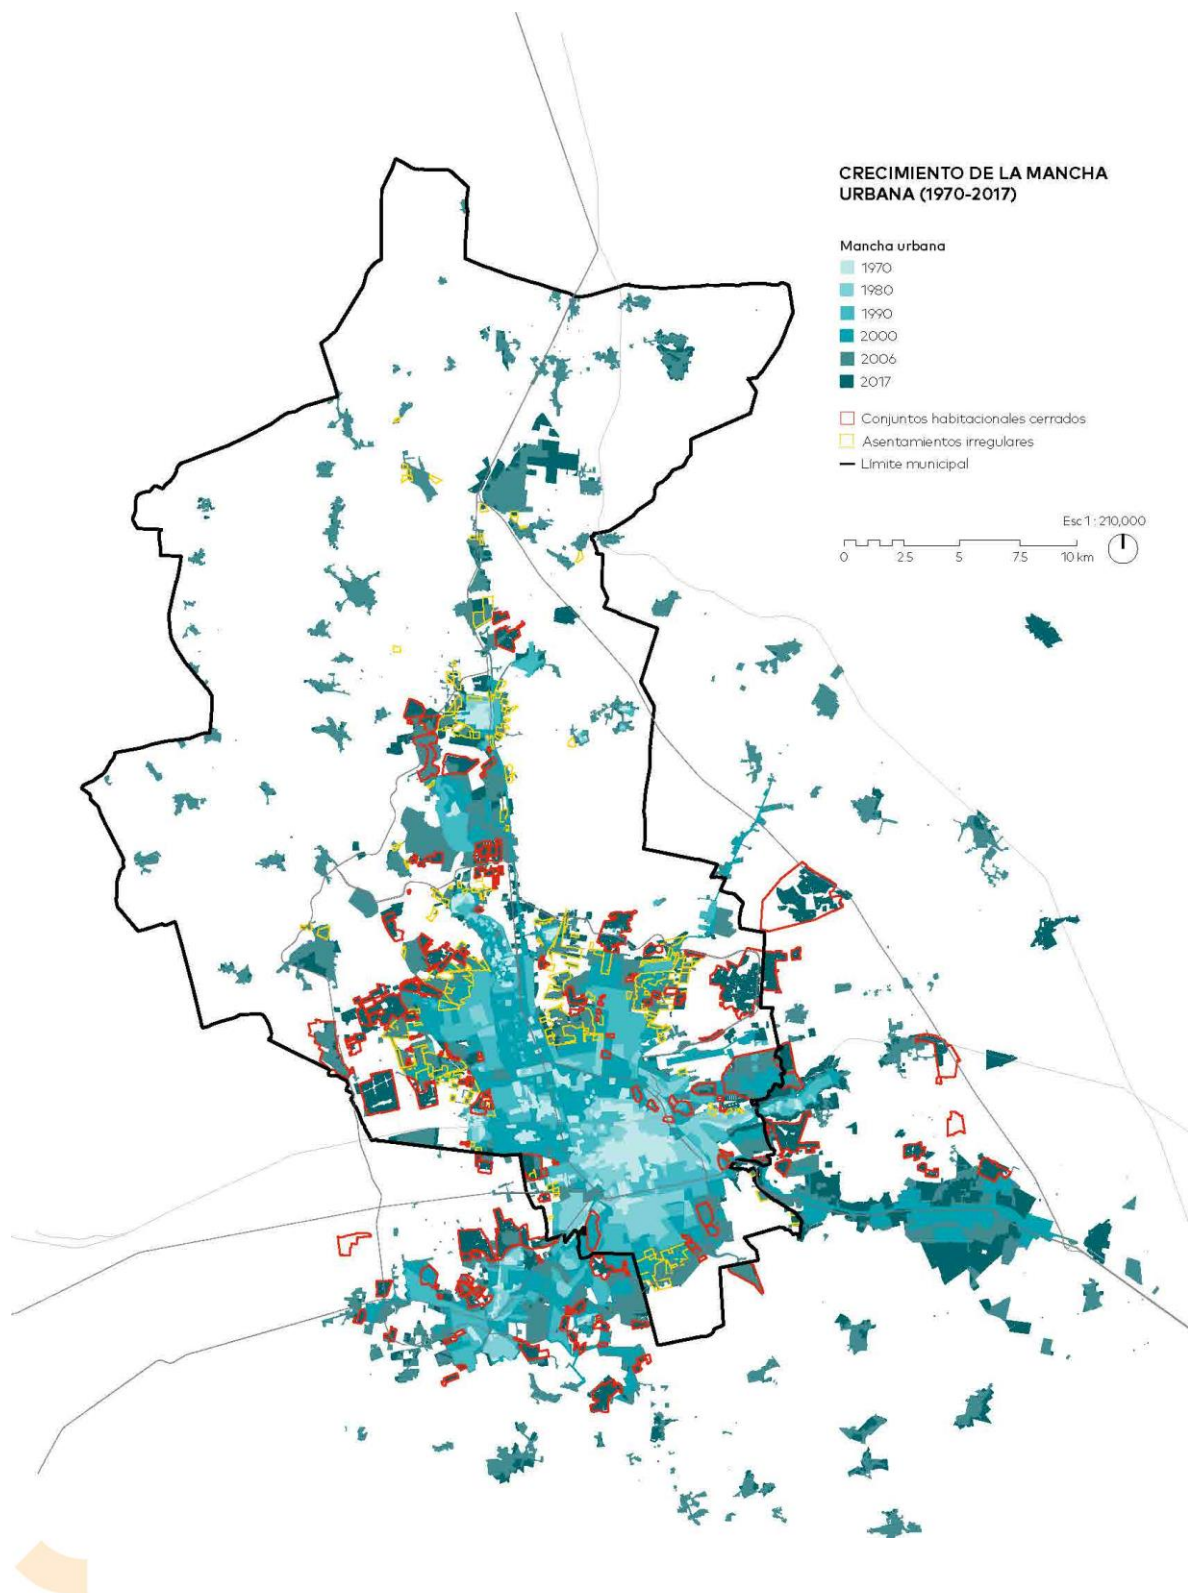 CRECIMIENTO DE LA MANCHA
URBANA (1970-2017)
Mancha urbana
1970
1980
1990
2000
2006
2017
Conjuntos habitacionales cerrados
Asentamientos irregulares
Límite municipal
Esc 1 : 210,000
0 2.5 5 7.5 10 km